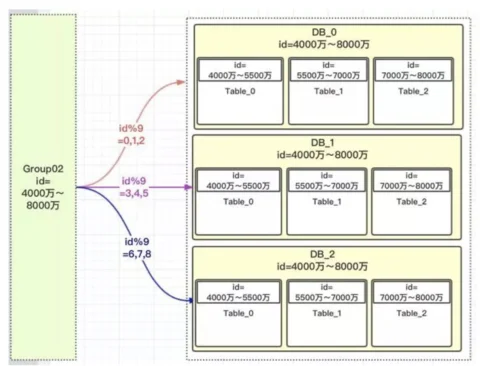 Group02
id=
4000万～
8000万
id%9
=0,1,2
id%9
=3,4,5
id%9
=6,7,8
DB_0
id=4000万～8000万
id=
4000万～5500万
Table_0
id=
5500万～7000万
Table_1
id=
7000万～8000万
Table_2
DB_1
id=4000万～8000万
id=
4000万～5500万
Table_0
id=
5500万～7000万
Table_1
id=
7000万～8000万
Table_2
DB_2
id=4000万～8000万
id=
4000万～5500万
Table_0
id=
5500万～7000万
Table_1
id=
7000万～8000万
Table_2